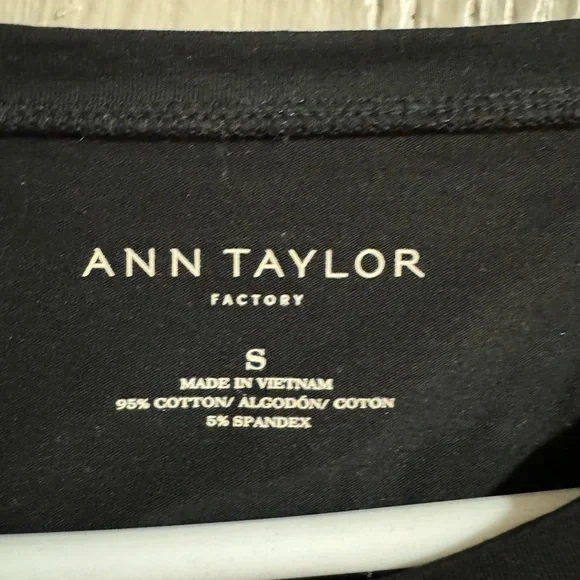 ANN TAYLOR
FACTORY
S
MADE IN VIETNAM
95% COTTON/ ALGODÓN/ COTON
5% SPANDEX